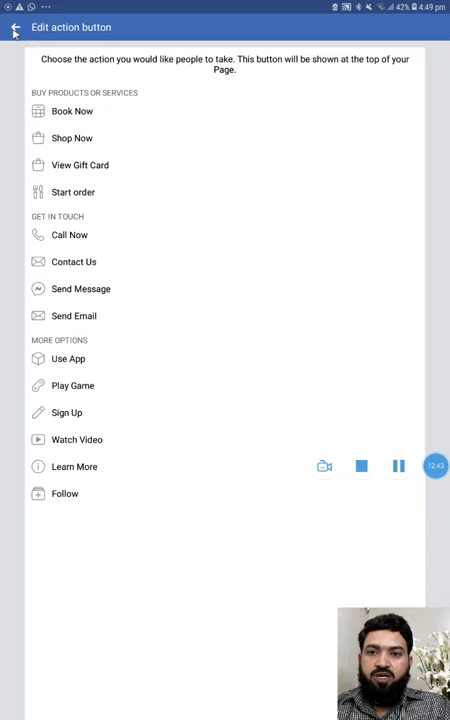 42% 4:49 pm
Edit action button
Choose the action you would like people to take. This button will be shown at the top of your
Page.
BUY PRODUCTS OR SERVICES
Book Now
Shop Now
View Gift Card
Start order
GET IN TOUCH
Call Now
Contact Us
Send Message
Send Email
MORE OPTIONS
Use App
Play Game
Sign Up
Watch Video
Learn More
12:43
Follow